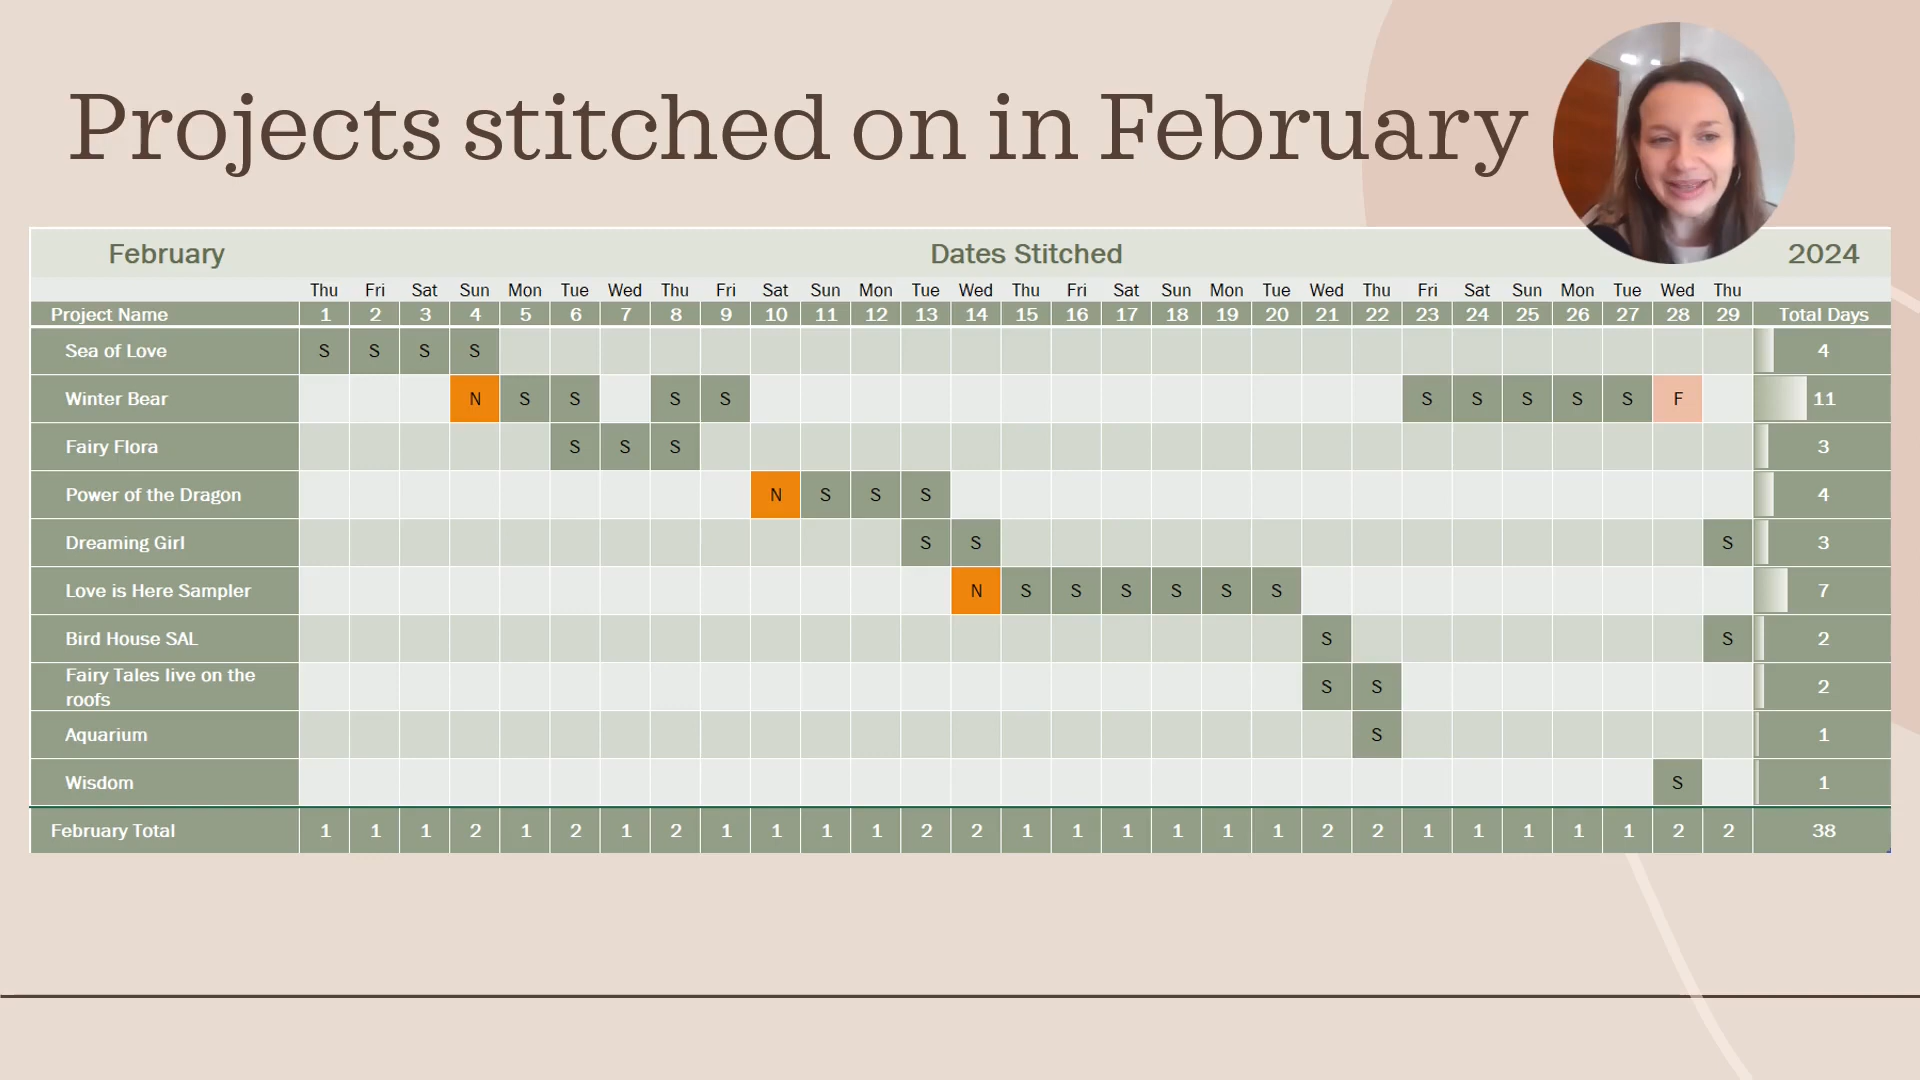 Projects stitched on in February
February Dates Stitched 2024
Thu Fri Sat Sun Mon Tue Wed Thu Fri Sat Sun Mon Tue Wed Thu Fri Sat Sun Mon Tue Wed Thu Fri Sat Sun Mon Tue Wed Thu
Project Name 1 2 3 4 5 6 7 8 9 10 11 12 13 14 15 16 17 18 19 20 21 22 23 24 25 26 27 28 29 Total Days
Sea of Love S S S S 4
Winter Bear N S S S S S S S S S F 11
Fairy Flora S S S 3
Power of the Dragon N S S S 4
Dreaming Girl S S S 3
Love is Here Sampler N S S S S S S 7
Bird House SAL S S 2
Fairy Tales live on the
roofs S S 2
Aquarium S 1
Wisdom S 1
February Total 1 1 1 2 1 2 1 2 1 1 1 1 2 2 1 1 1 1 1 1 2 2 1 1 1 1 1 2 2 38